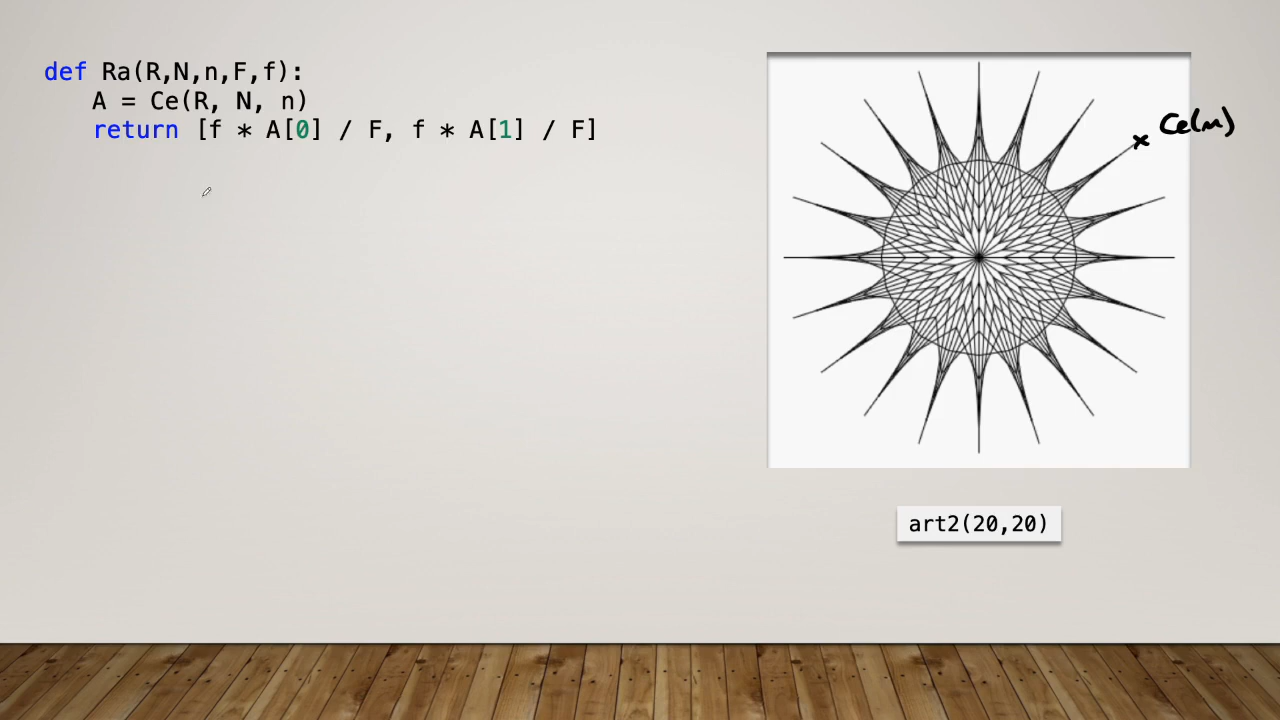 def Ra(R,N,n,F,f):
A = Ce(R, N, n)
return [f * A[0] / F, f * A[1] / F]
× Ce(n)
art2(20,20)